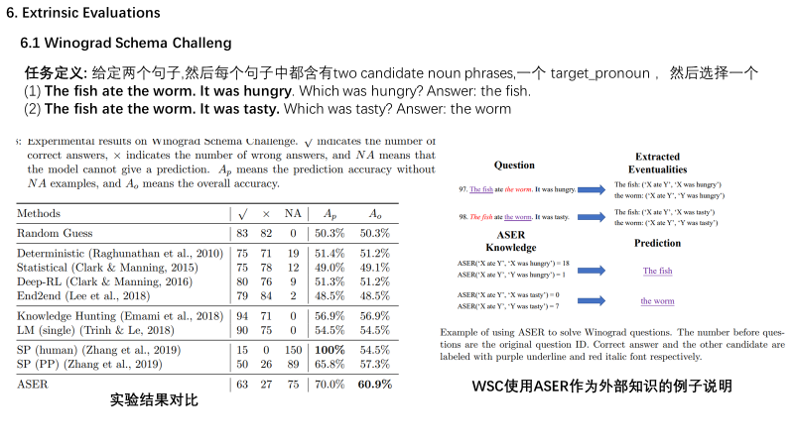 6. Extrinsic Evaluations
6.1 Winograd Schema Challeng
任务定义: 给定两个句子,然后每个句子中都含有two candidate noun phrases,一个 target_pronoun ， 然后选择一个
(1) The fish ate the worm. It was hungry. Which was hungry? Answer: the fish.
(2) The fish ate the worm. It was tasty. Which was tasty? Answer: the worm
: Experimental results on Winograd Schema Challenge. √ indicates the number of
correct answers, × indicates the number of wrong answers, and NA means that
the model cannot give a prediction. Ap means the prediction accuracy without
NA examples, and Ao means the overall accuracy.
Methods √ × NA Ap Ao
Random Guess 83 82 0 50.3% 50.3%
Deterministic (Raghunathan et al., 2010) 75 71 19 51.4% 51.2%
Statistical (Clark & Manning, 2015) 75 78 12 49.0% 49.1%
Deep-RL (Clark & Manning, 2016) 80 76 9 51.3% 51.2%
End2end (Lee et al., 2018) 79 84 2 48.5% 48.5%
Knowledge Hunting (Emami et al., 2018) 94 71 0 56.9% 56.9%
LM (single) (Trinh & Le, 2018) 90 75 0 54.5% 54.5%
SP (human) (Zhang et al., 2019) 15 0 150 100% 54.5%
SP (PP) (Zhang et al., 2019) 50 26 89 65.8% 57.3%
ASER 63 27 75 70.0% 60.9%
实验结果对比
Question
Extracted
Eventualities
97. The fish ate the worm. It was hungry.
The fish: ('X ate Y', 'X was hungry')
the worm: ('X ate Y', 'Y was hungry')
98. The fish ate the worm. It was tasty.
The fish: ('X ate Y', 'X was tasty')
the worm: ('X ate Y', 'Y was tasty')
ASER
Knowledge
Prediction
ASER('X ate Y', 'X was hungry') = 18
ASER('X ate Y', 'Y was hungry') = 1
The fish
ASER('X ate Y', 'X was tasty') = 0
ASER('X ate Y', 'Y was tasty') = 7
the worm
Example of using ASER to solve Winograd questions. The number before ques-
tions are the original question ID. Correct answer and the other candidate are
labeled with purple underline and red italic font respectively.
WSC使用ASER作为外部知识的例子说明